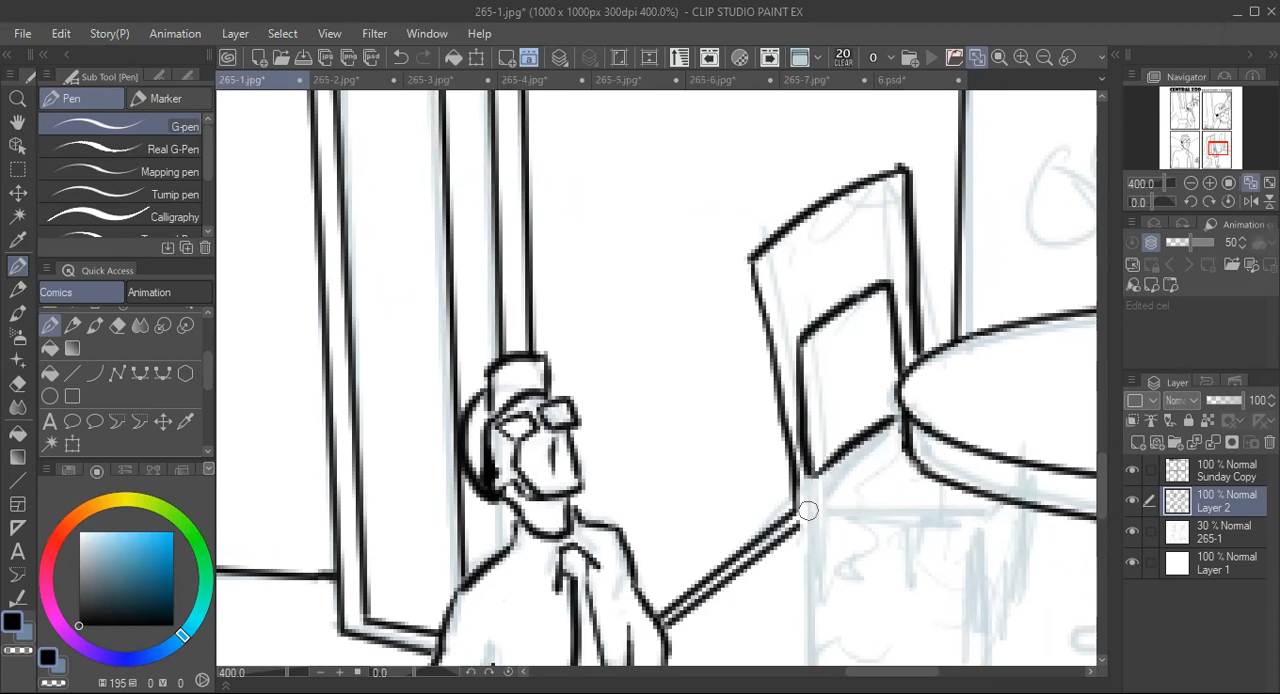 265-1.jpg* (1000 x 1000px 300dpi 400.0%) - CLIP STUDIO PAINT EX
File Edit Story(P) Animation Layer Select View Filter Window Help
Sub Tool [Pen]
20 CLEAR
0
265-1.jpg* 265-2.jpg* 265-3.jpg* 265-4.jpg* 265-5.jpg* 265-6.jpg* 265-7.jpg* 6.psd*
Pen Marker
G-pen
Real G-Pen
Mapping pen
Turnip pen
Calligraphy
Quick Access
Comics Animation
H 195 S 0 V 0
400.0 0.0
Navigator
CENTRAL ZOO
400.0
0.0
Animation c
50
Edited cel
Layer
Norm 100
100 % Normal
Sunday Copy
100 % Normal
Layer 2
30 % Normal
265-1
100 % Normal
Layer 1